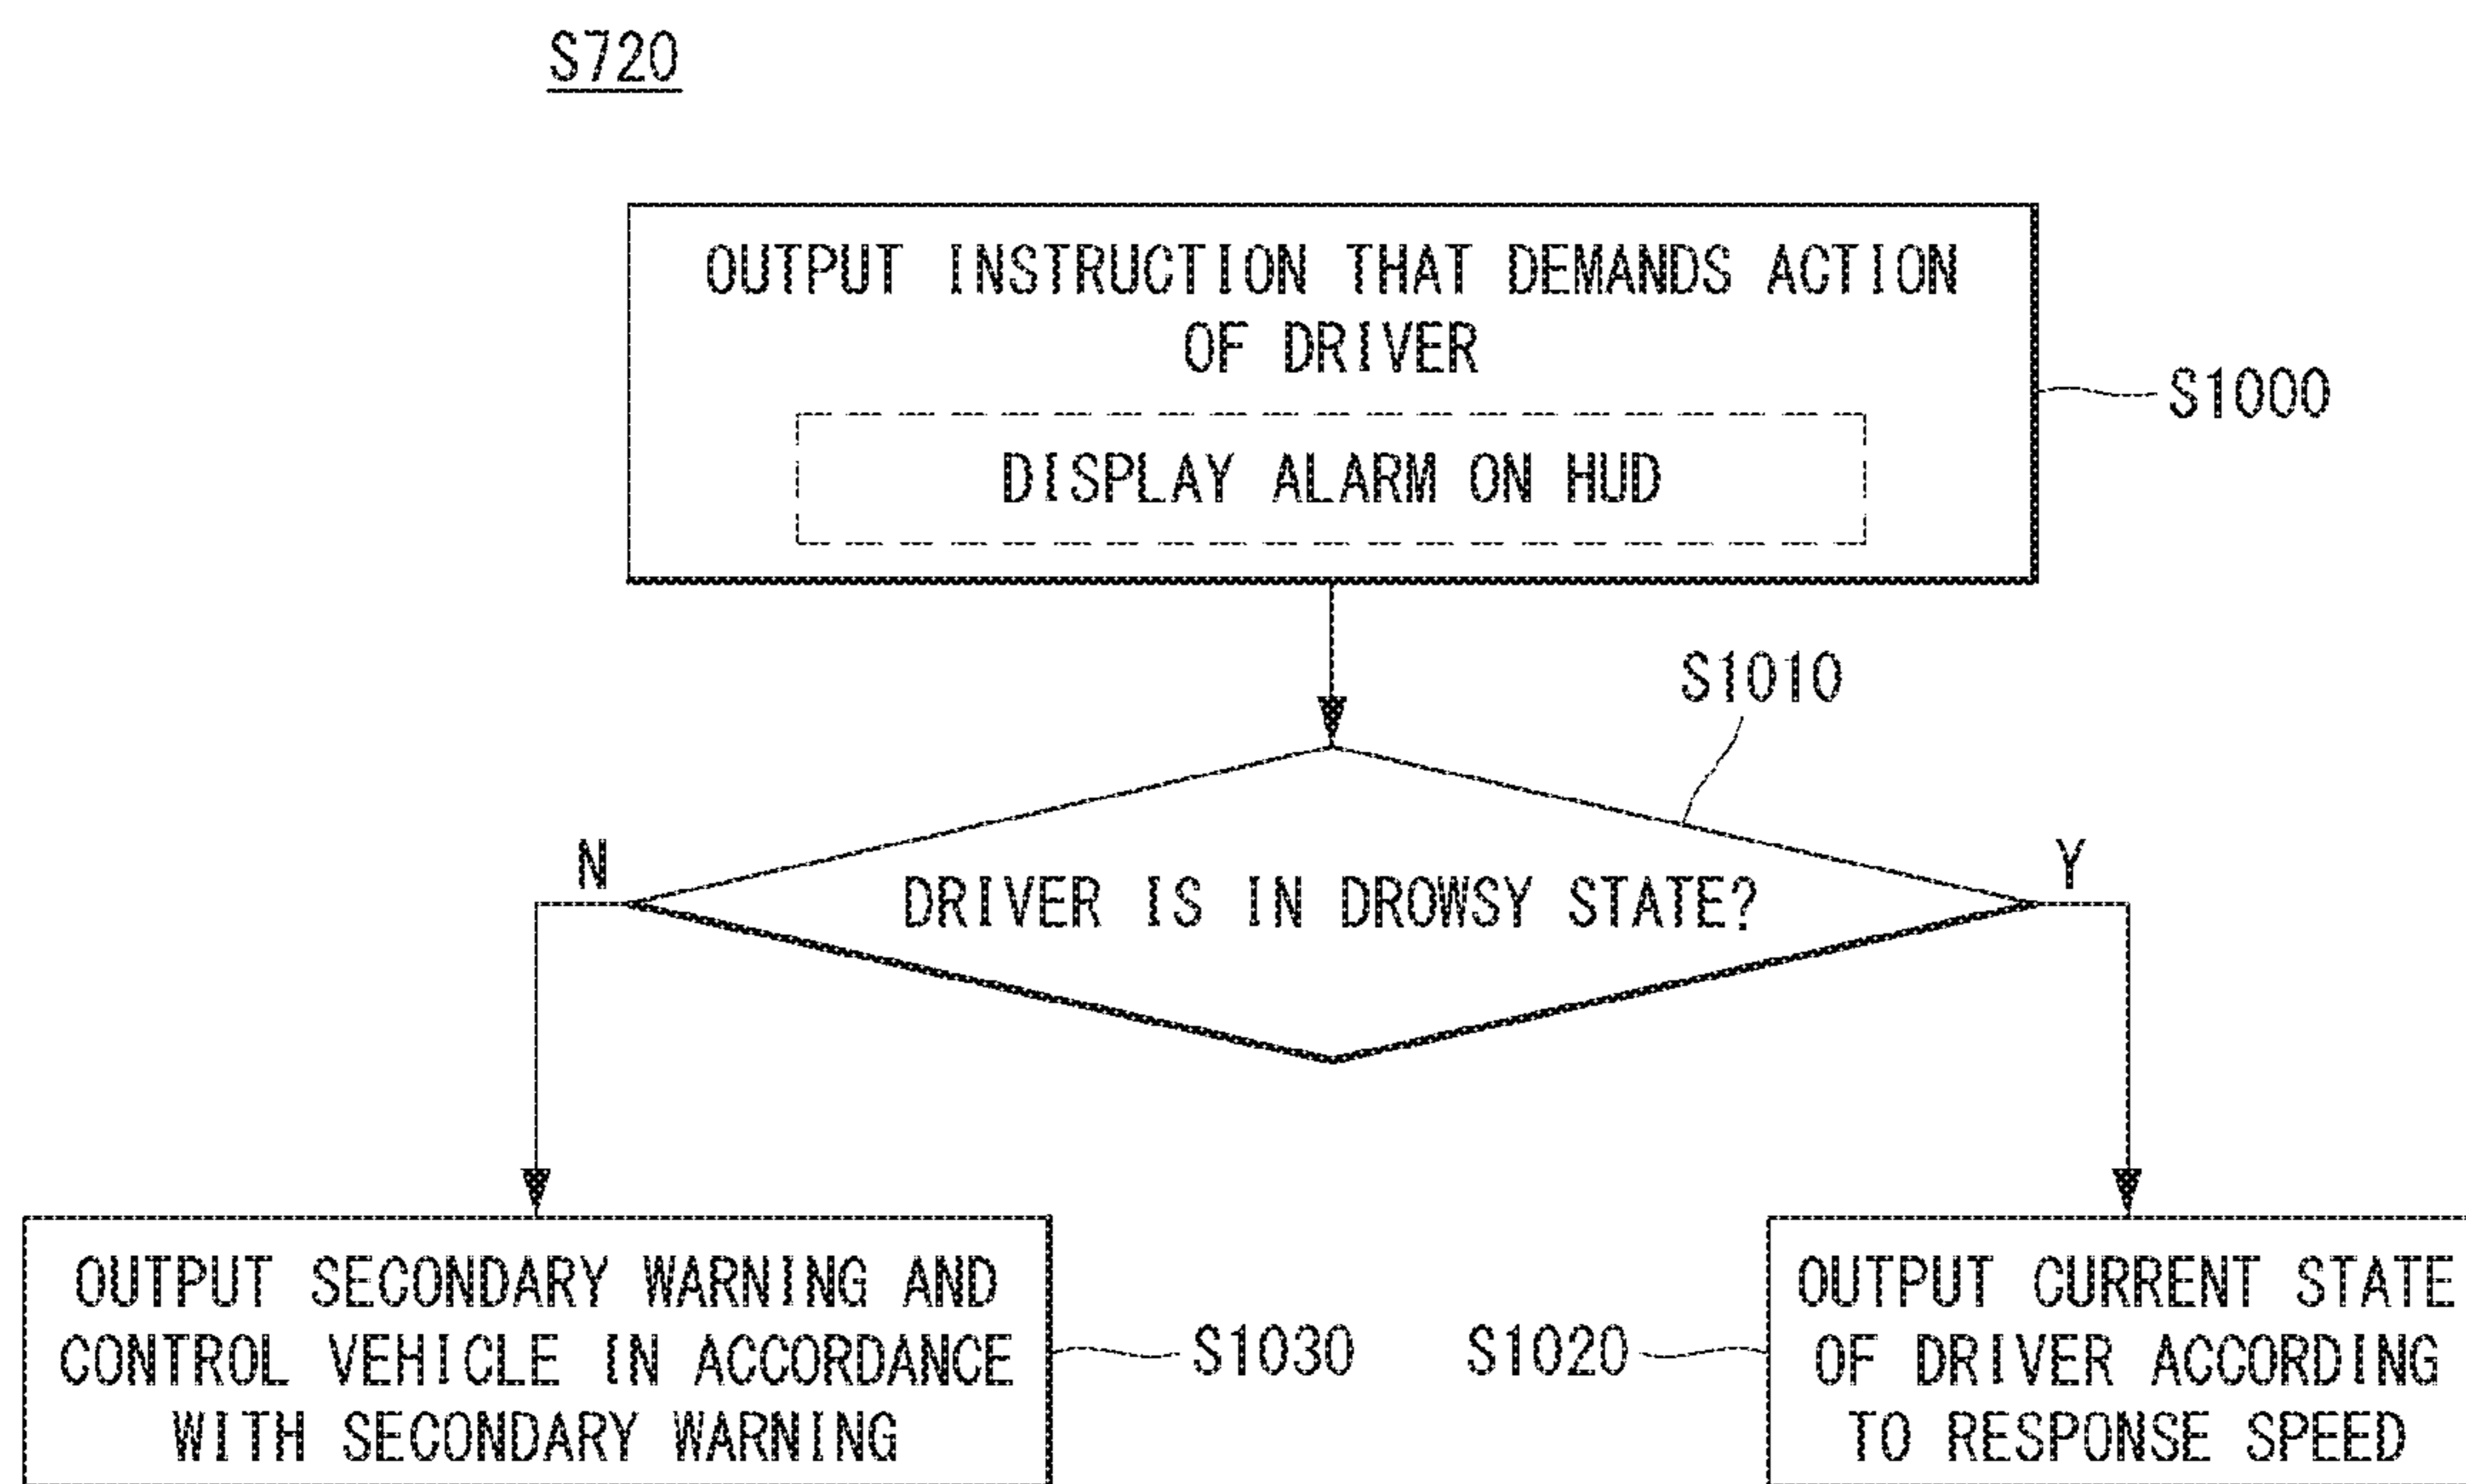 S720
OUTPUT INSTRUCTION THAT DEMANDS ACTION
OF DRIVER
S1000
DISPLAY ALARM ON HUD
S1010
N
Y
DRIVER IS IN DROWSY STATE?
OUTPUT SECONDARY WARNING AND
CONTROL VEHICLE IN ACCORDANCE
WITH SECONDARY WARNING
S1030
S1020
OUTPUT CURRENT STATE
OF DRIVER ACCORDING
TO RESPONSE SPEED